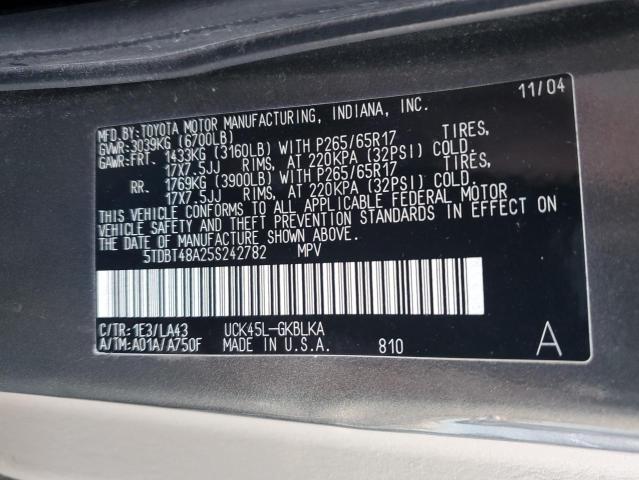 11/04
MFD.BY:TOYOTA MOTOR MANUFACTURING, INDIANA, INC.
GVWR:3039KG (6700LB)
GAWR:FRT. 1433KG (3160LB) WITH P265/65R17 TIRES,
17X7.5JJ RIMS, AT 220KPA (32PSI) COLD.
RR. 1769KG (3900LB) WITH P265/65R17 TIRES,
17X7.5JJ RIMS, AT 220KPA (32PSI) COLD.
THIS VEHICLE CONFORMS TO ALL APPLICABLE FEDERAL MOTOR
VEHICLE SAFETY AND THEFT PREVENTION STANDARDS IN EFFECT ON
THE DATE OF MANUFACTURE SHOWN ABOVE.
5TDBT48A25S242782 MPV
C/TR:1E3/LA43 UCK45L-GKBLKA
A/TM:A01A/A750F MADE IN U.S.A. 810 A